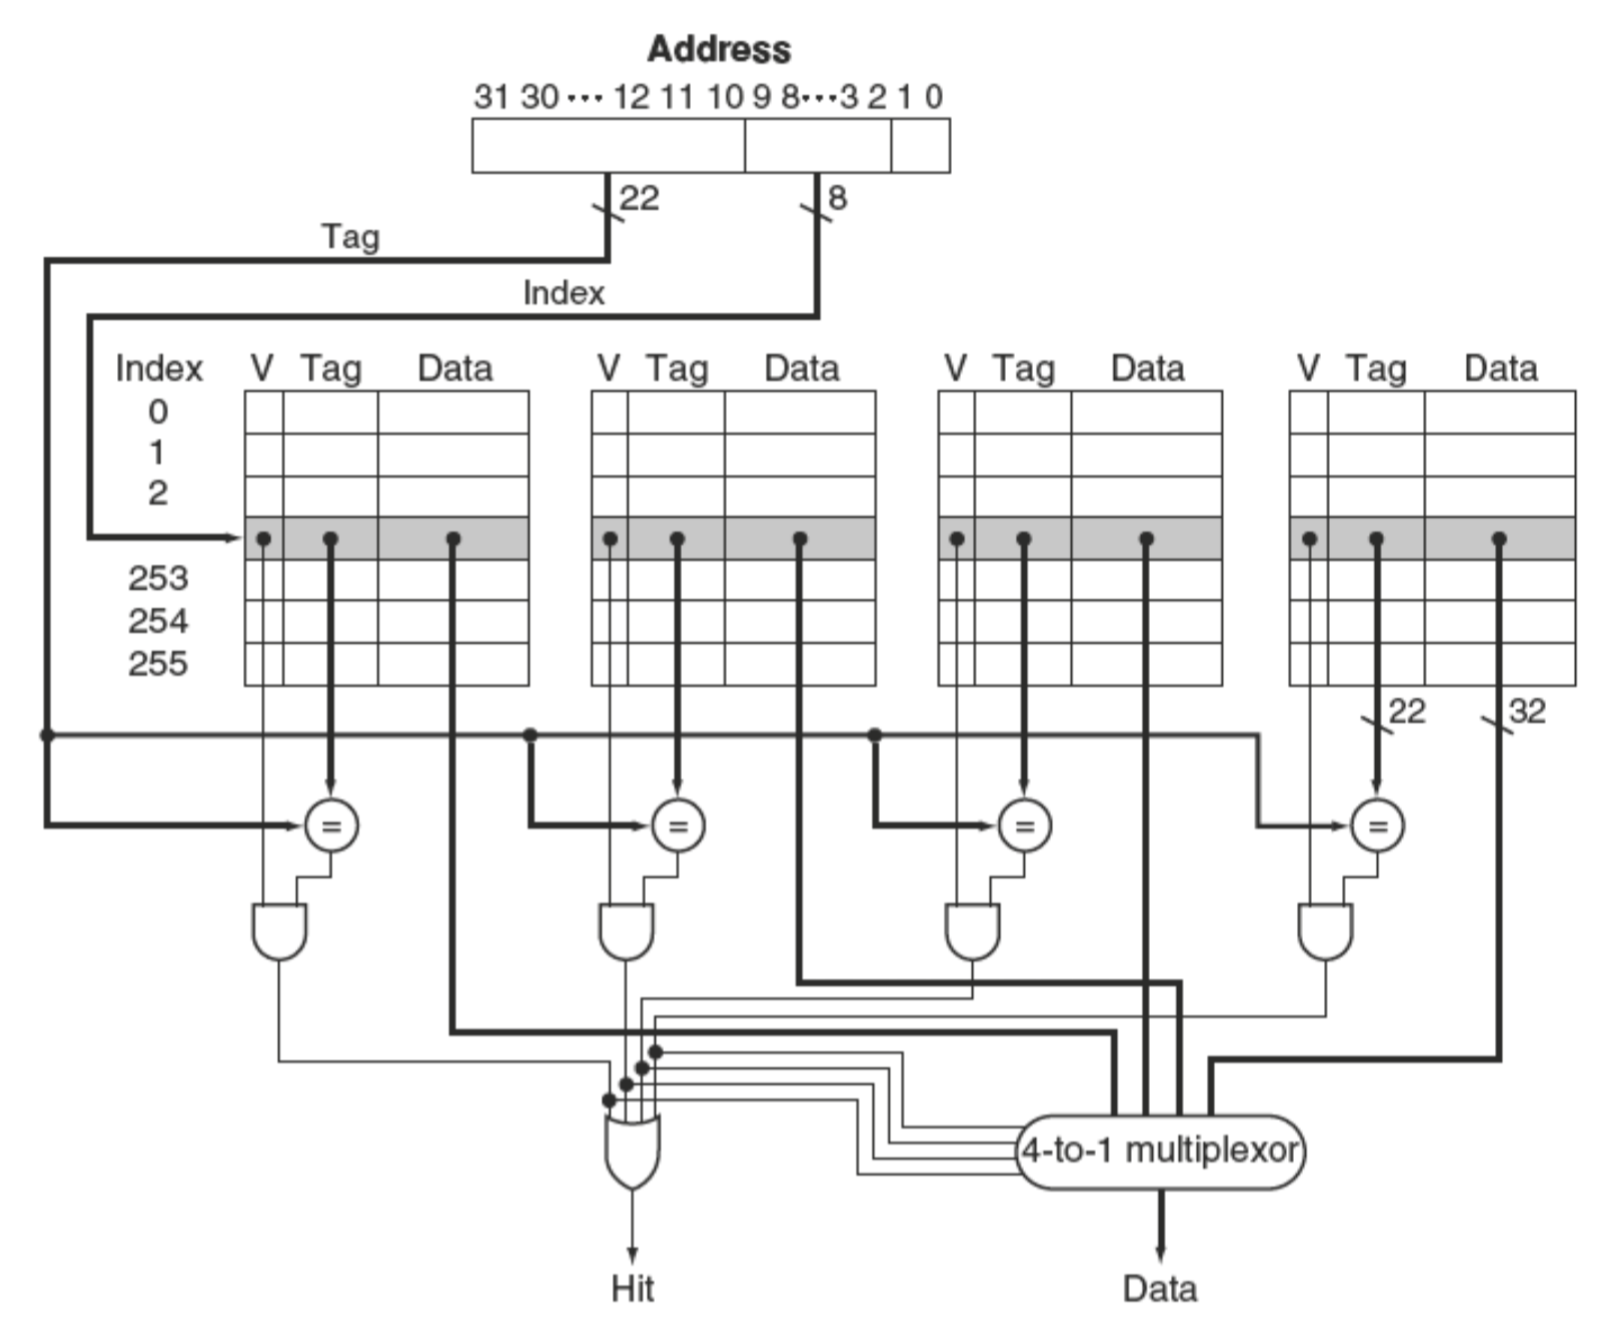 Address
31 30 ··· 12 11 10 9 8···3 2 1 0
22 8
Tag
Index
Index V Tag Data V Tag Data V Tag Data V Tag Data
0
1
2
253
254
255
22 32
= = = =
4-to-1 multiplexor
Hit Data